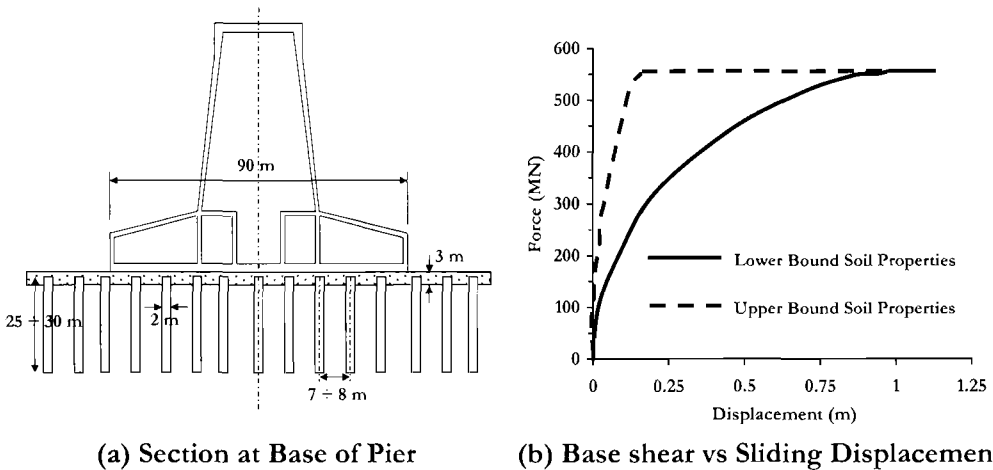 90 m
3 m
25 ÷ 30 m
2 m
7 ÷ 8 m
(a) Section at Base of Pier
600
500
400
300
200
100
0
Force (MN)
Lower Bound Soil Properties
Upper Bound Soil Properties
0 0.25 0.5 0.75 1 1.25
Displacement (m)
(b) Base shear vs Sliding Displacemen